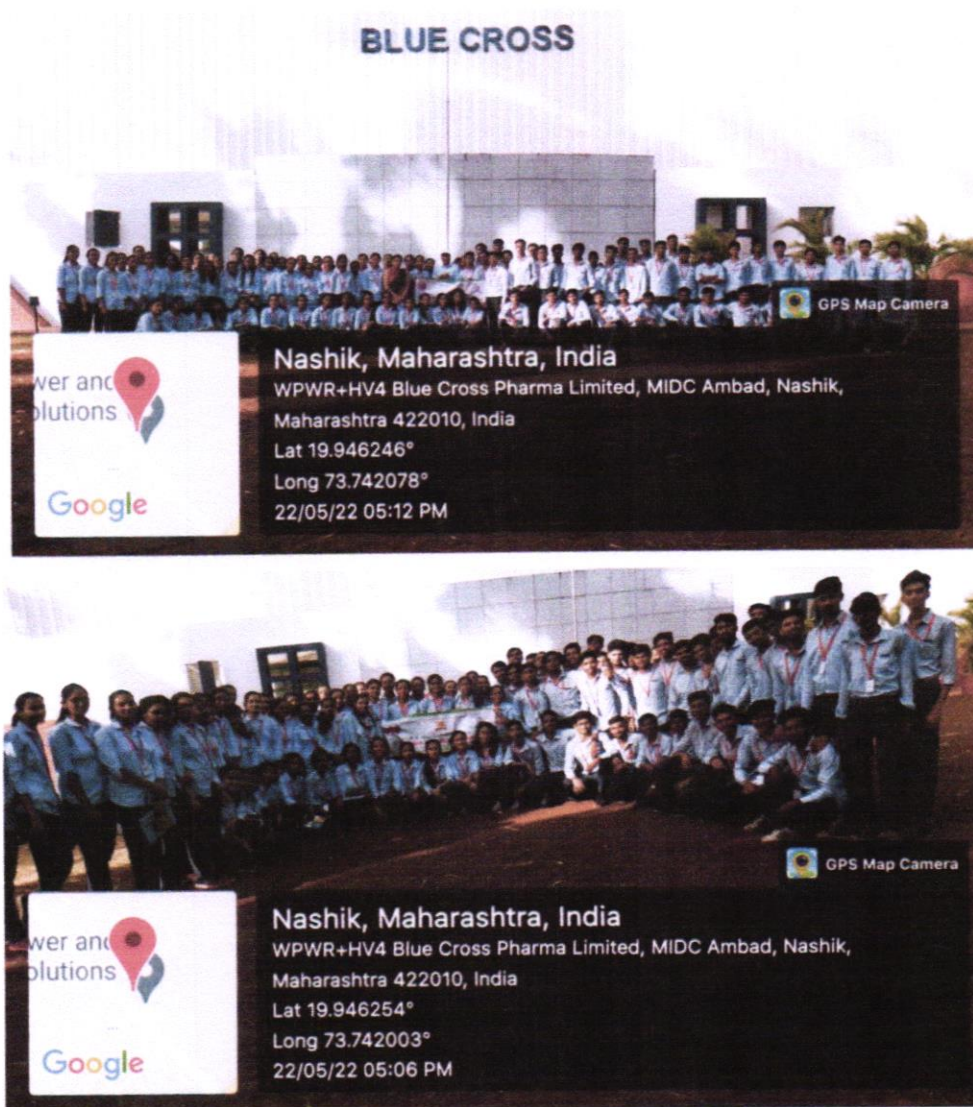 BLUE CROSS
GPS Map Camera
wer and
olutions
Google
Nashik, Maharashtra, India
WPWR+HV4 Blue Cross Pharma Limited, MIDC Ambad, Nashik,
Maharashtra 422010, India
Lat 19.946246°
Long 73.742078°
22/05/22 05:12 PM
GPS Map Camera
wer and
olutions
Google
Nashik, Maharashtra, India
WPWR+HV4 Blue Cross Pharma Limited, MIDC Ambad, Nashik,
Maharashtra 422010, India
Lat 19.946254°
Long 73.742003°
22/05/22 05:06 PM